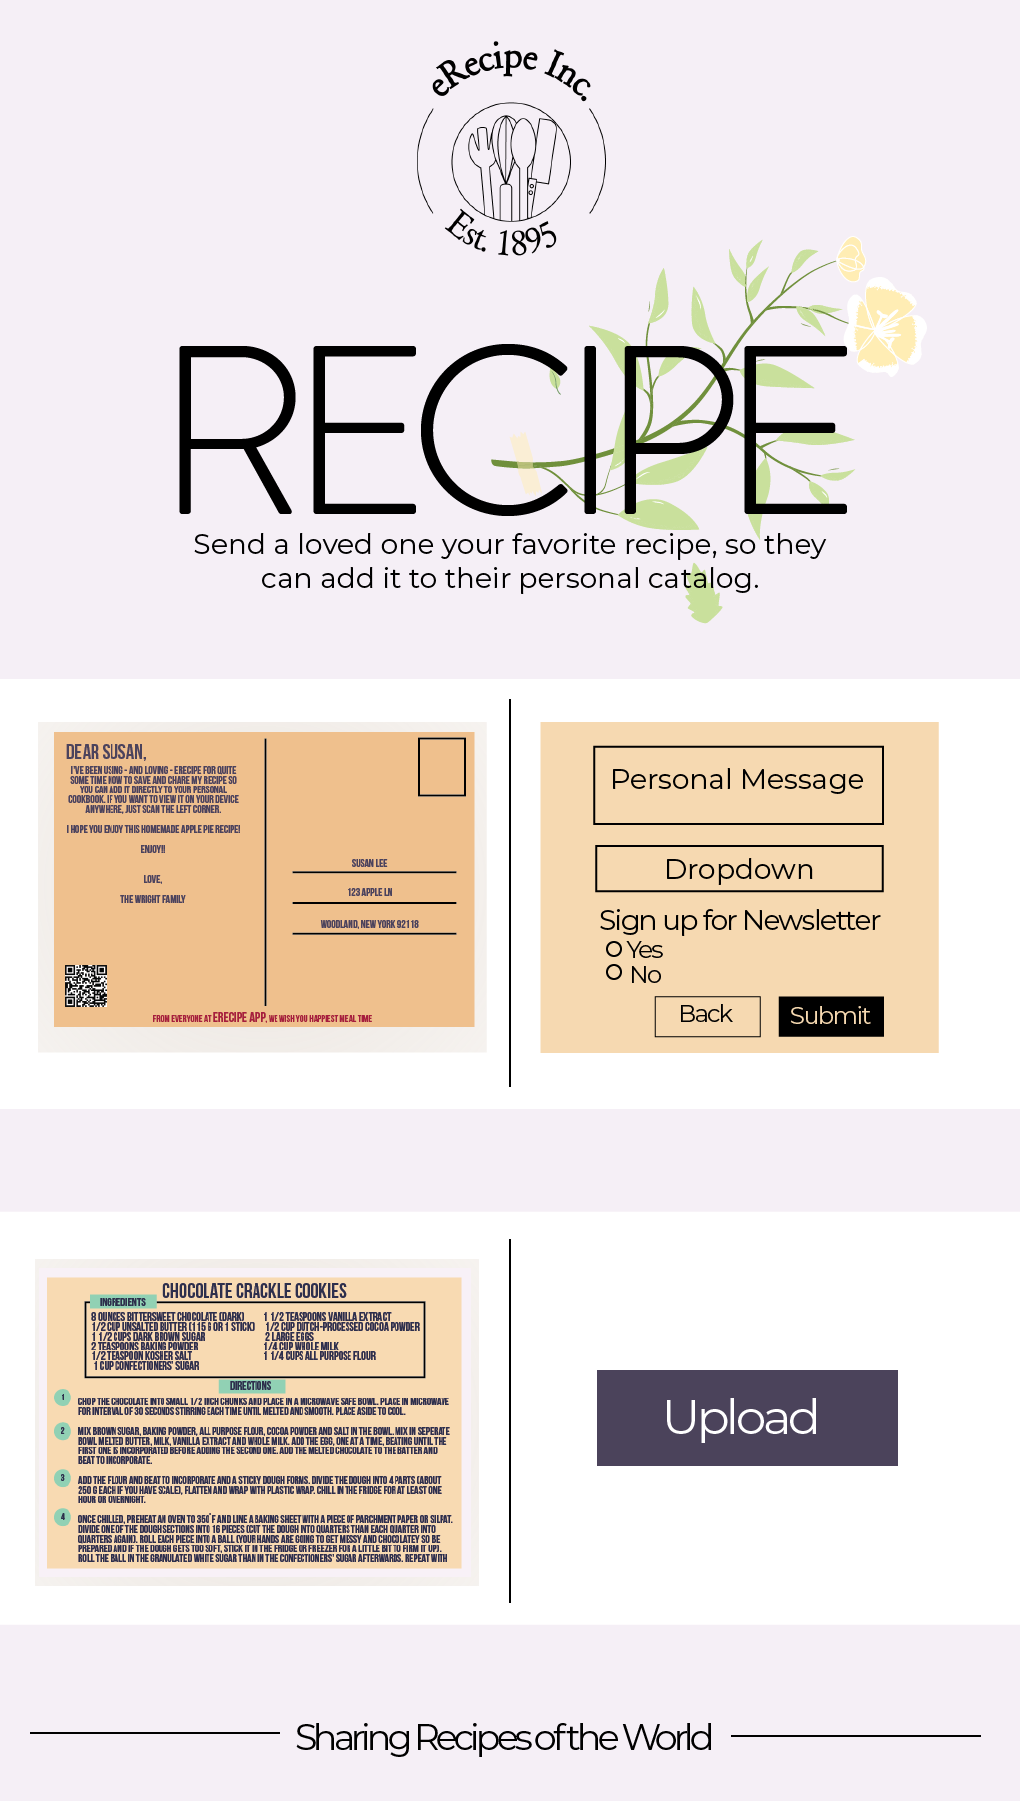 eRecipe Inc.
Est. 1895
RECIPE
Send a loved one your favorite recipe, so they
can add it to their personal catalog.
DEAR SUSAN,
I'VE BEEN USING - AND LOVING - ERECIPE FOR QUITE
SOME TIME NOW TO SAVE AND CHARE MY RECIPE SO
YOU CAN ADD IT DIRECTLY TO YOUR PERSONAL
COOKBOOK. IF YOU WANT TO VIEW IT ON YOUR DEVICE
ANYWHERE, JUST SCAN THE LEFT CORNER.
I HOPE YOU ENJOY THIS HOMEMADE APPLE PIE RECIPE!
ENJOY!!
LOVE,
THE WRIGHT FAMILY
SUSAN LEE
123 APPLE LN
WOODLAND, NEW YORK 92118
FROM EVERYONE AT ERECIPE APP, WE WISH YOU HAPPIEST MEAL TIME
Personal Message
Dropdown
Sign up for Newsletter
Yes
No
Back
Submit
CHOCOLATE CRACKLE COOKIES
INGREDIENTS
8 OUNCES BITTERSWEET CHOCOLATE (DARK)
1/2 CUP UNSALTED BUTTER (115 G OR 1 STICK)
1 1/2 CUPS DARK BROWN SUGAR
2 TEASPOONS BAKING POWDER
1/2 TEASPOON KOSHER SALT
1 CUP CONFECTIONERS' SUGAR
1 1/2 TEASPOONS VANILLA EXTRACT
1/2 CUP DUTCH-PROCESSED COCOA POWDER
2 LARGE EGGS
1/4 CUP WHOLE MILK
1 1/4 CUPS ALL PURPOSE FLOUR
DIRECTIONS
1
CHOP THE CHOCOLATE INTO SMALL 1/2 INCH CHUNKS AND PLACE IN A MICROWAVE SAFE BOWL. PLACE IN MICROWAVE
FOR INTERVAL OF 30 SECONDS STIRRING EACH TIME UNTIL MELTED AND SMOOTH. PLACE ASIDE TO COOL.
2
MIX BROWN SUGAR, BAKING POWDER, ALL PURPOSE FLOUR, COCOA POWDER AND SALT IN THE BOWL. MIX IN SEPERATE
BOWL MELTED BUTTER, MILK, VANILLA EXTRACT AND WHOLE MILK. ADD THE EGG, ONE AT A TIME, BEATING UNTIL THE
FIRST ONE IS INCORPORATED BEFORE ADDING THE SECOND ONE. ADD THE MELTED CHOCOLATE TO THE BATTER AND
BEAT TO INCORPORATE.
3
ADD THE FLOUR AND BEAT TO INCORPORATE AND A STICKY DOUGH FORMS. DIVIDE THE DOUGH INTO 4 PARTS (ABOUT
250 G EACH IF YOU HAVE SCALE), FLATTEN AND WRAP WITH PLASTIC WRAP. CHILL IN THE FRIDGE FOR AT LEAST ONE
HOUR OR OVERNIGHT.
4
ONCE CHILLED, PREHEAT AN OVEN TO 350°F AND LINE A BAKING SHEET WITH A PIECE OF PARCHMENT PAPER OR SILPAT.
DIVIDE ONE OF THE DOUGH SECTIONS INTO 16 PIECES (CUT THE DOUGH INTO QUARTERS THAN EACH QUARTER INTO
QUARTERS AGAIN). ROLL EACH PIECE INTO A BALL (YOUR HANDS ARE GOING TO GET MESSY AND CHOCOLATEY SO BE
PREPARED AND IF THE DOUGH GETS TOO SOFT, STICK IT IN THE FRIDGE OR FREEZER FOR A LITTLE BIT TO FIRM IT UP).
ROLL THE BALL IN THE GRANULATED WHITE SUGAR THAN IN THE CONFECTIONERS' SUGAR AFTERWARDS. REPEAT WITH
Upload
Sharing Recipes of the World